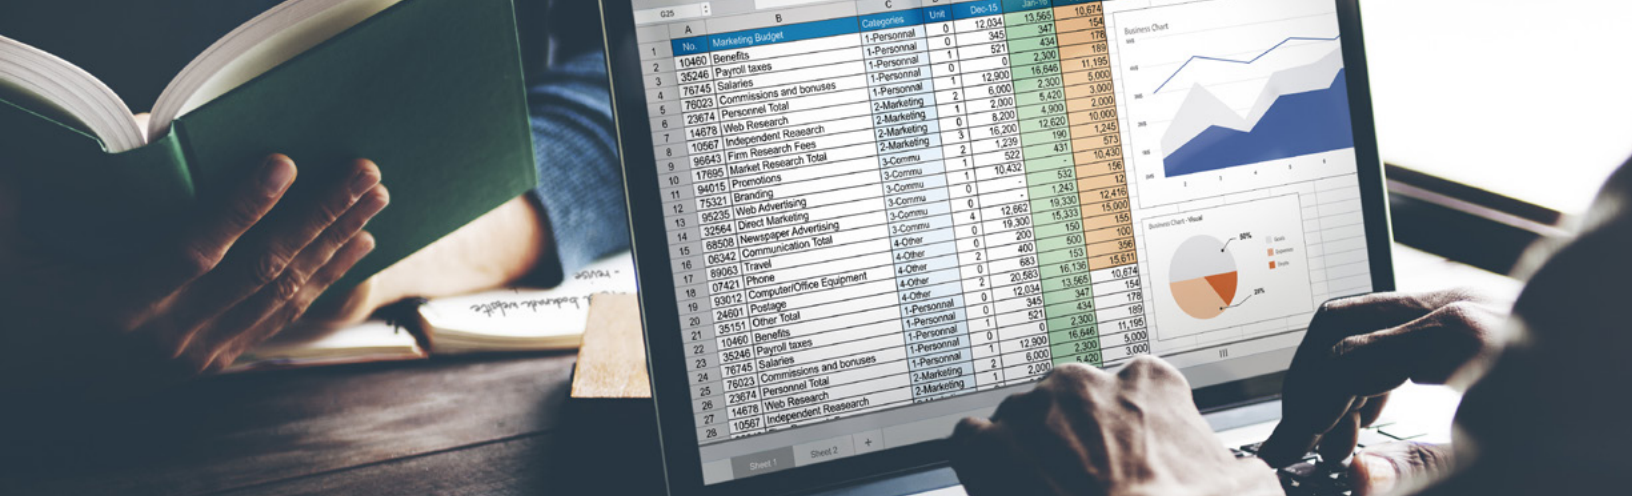 G25
A B C
1 No. Marketing Budget Categories Unit Dec-15 Jan-16
2 10460 Benefits 1-Personnal 0 12,034 13,565 10,674
3 35246 Payroll taxes 1-Personnal 0 345 347 154
4 76745 Salaries 1-Personnal 1 521 434 178
5 76023 Commissions and bonuses 1-Personnal 0 0 2,300 189
6 23674 Personnel Total 1-Personnal 1 12,900 16,646 11,195
7 14678 Web Research 2-Marketing 2 6,000 2,300 5,000
8 10567 Independent Reaearch 2-Marketing 1 2,000 5,420 3,000
9 96643 Firm Research Fees 2-Marketing 0 8,200 4,900 2,000
10 17695 Market Research Total 2-Marketing 3 16,200 12,620 10,000
11 94015 Promotions 3-Commu 2 1,239 190 1,245
12 75321 Branding 3-Commu 1 522 431 573
13 95235 Web Advertising 3-Commu 0 10,432 - 10,430
14 32564 Direct Marketing 3-Commu - 532 156
15 68508 Newspaper Advertising 3-Commu 0 - 1,243 12
16 06342 Communication Total 3-Commu 4 12,662 19,330 12,416
17 89063 Travel 4-Other 0 19,300 15,333 15,000
18 07421 Phone 4-Other 2 200 150 155
19 93012 Computer/Office Equipment 4-Other 0 400 500 100
20 24601 Postage 4-Other 683 153 356
21 35151 Other Total 4-Other 2 20,583 16,136 15,611
22 10460 Benefits 1-Personnal 0 12,034 13,565 10,674
23 35246 Payroll taxes 1-Personnal 0 345 347 154
24 76745 Salaries 1-Personnal 1 521 434 178
25 76023 Commissions and bonuses 1-Personnal 0 0 2,300 189
26 23674 Personnel Total 1-Personnal 1 12,900 16,646 11,195
27 14678 Web Research 2-Marketing 2 6,000 2,300 5,000
28 10567 Independent Reasearch 2-Marketing 1 2,000 5,420 3,000
Sheet 1 Sheet 2 +
Business Chart
Business Chart - Visual
50%